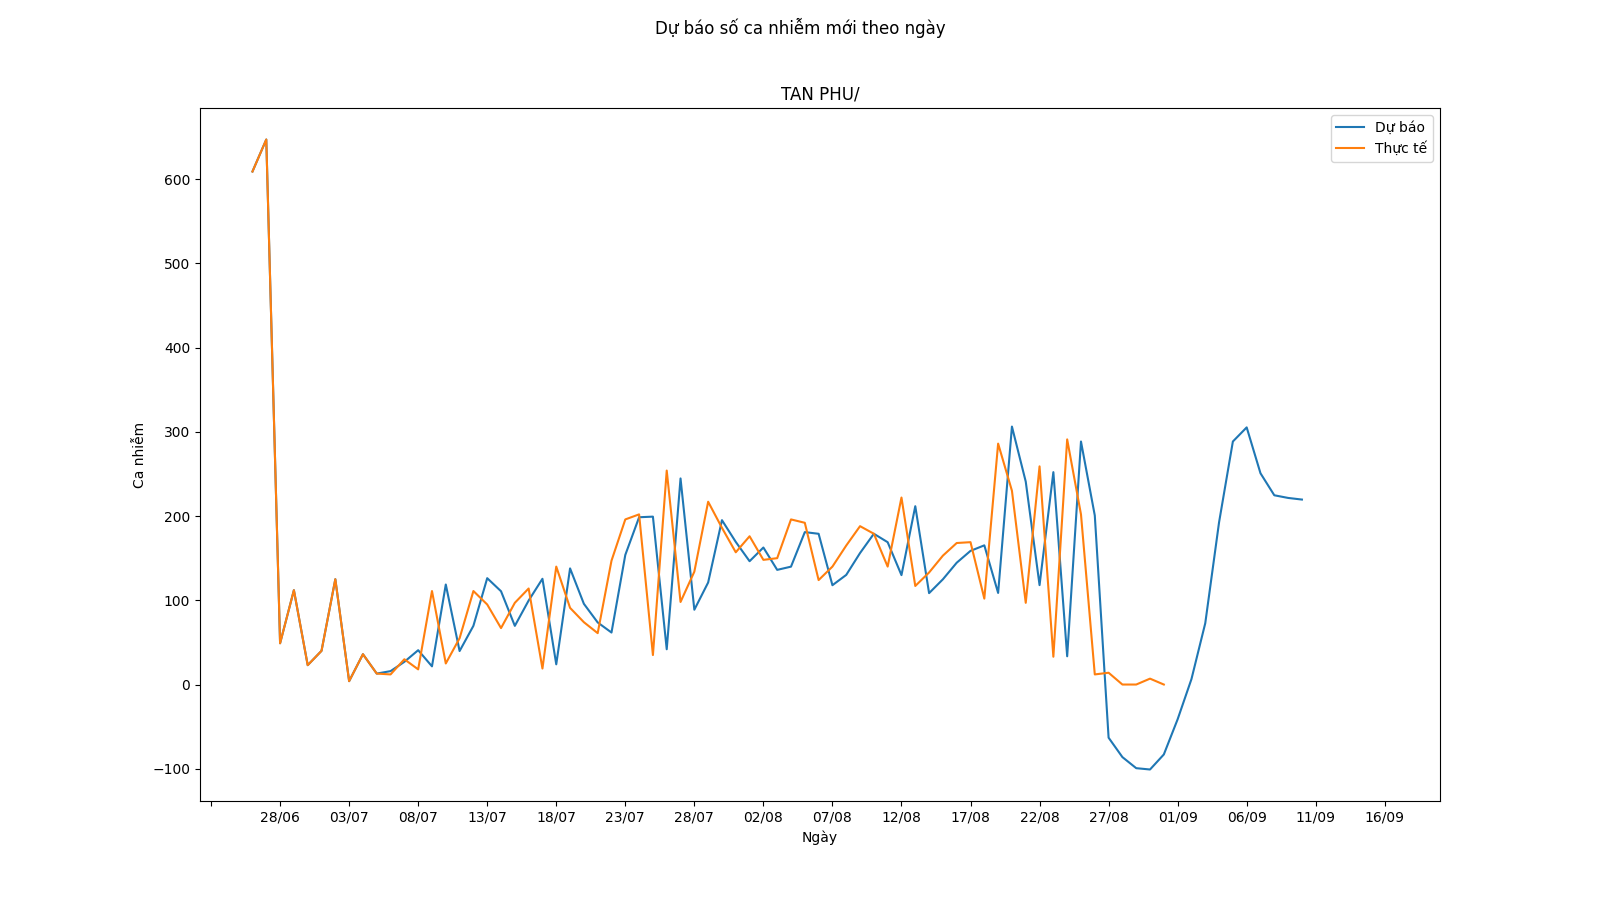 Dự báo số ca nhiễm mới theo ngày
TAN PHU/
Dự báo
Thực tế
600
500
400
300
200
100
0
−100
Ca nhiễm
28/06 03/07 08/07 13/07 18/07 23/07 28/07 02/08 07/08 12/08 17/08 22/08 27/08 01/09 06/09 11/09 16/09
Ngày